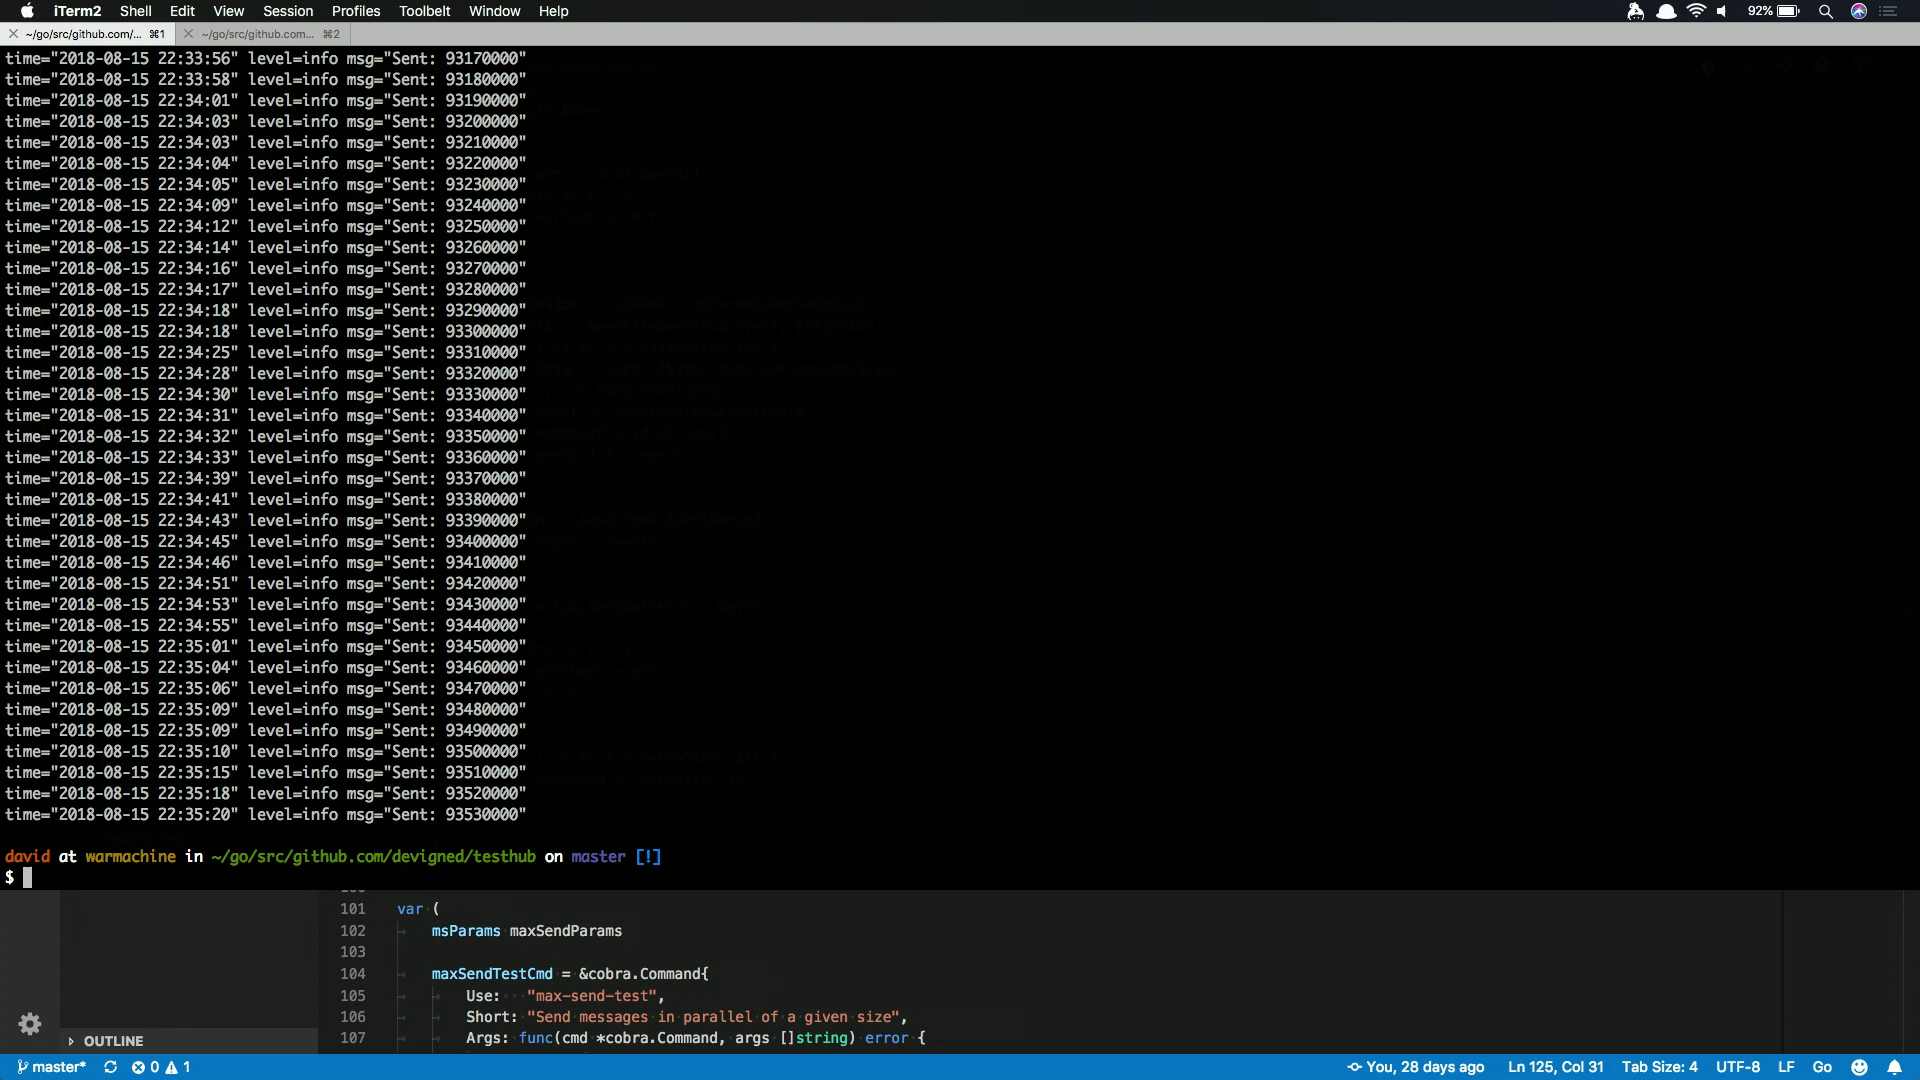 iTerm2 Shell Edit View Session Profiles Toolbelt Window Help 92%
~/go/src/github.com/... ⌘1 ~/go/src/github.com... ⌘2
time="2018-08-15 22:33:56" level=info msg="Sent: 93170000"
time="2018-08-15 22:33:58" level=info msg="Sent: 93180000"
time="2018-08-15 22:34:01" level=info msg="Sent: 93190000"
time="2018-08-15 22:34:03" level=info msg="Sent: 93200000"
time="2018-08-15 22:34:03" level=info msg="Sent: 93210000"
time="2018-08-15 22:34:04" level=info msg="Sent: 93220000"
time="2018-08-15 22:34:05" level=info msg="Sent: 93230000"
time="2018-08-15 22:34:09" level=info msg="Sent: 93240000"
time="2018-08-15 22:34:12" level=info msg="Sent: 93250000"
time="2018-08-15 22:34:14" level=info msg="Sent: 93260000"
time="2018-08-15 22:34:16" level=info msg="Sent: 93270000"
time="2018-08-15 22:34:17" level=info msg="Sent: 93280000"
time="2018-08-15 22:34:18" level=info msg="Sent: 93290000"
time="2018-08-15 22:34:18" level=info msg="Sent: 93300000"
time="2018-08-15 22:34:25" level=info msg="Sent: 93310000"
time="2018-08-15 22:34:28" level=info msg="Sent: 93320000"
time="2018-08-15 22:34:30" level=info msg="Sent: 93330000"
time="2018-08-15 22:34:31" level=info msg="Sent: 93340000"
time="2018-08-15 22:34:32" level=info msg="Sent: 93350000"
time="2018-08-15 22:34:33" level=info msg="Sent: 93360000"
time="2018-08-15 22:34:39" level=info msg="Sent: 93370000"
time="2018-08-15 22:34:41" level=info msg="Sent: 93380000"
time="2018-08-15 22:34:43" level=info msg="Sent: 93390000"
time="2018-08-15 22:34:45" level=info msg="Sent: 93400000"
time="2018-08-15 22:34:46" level=info msg="Sent: 93410000"
time="2018-08-15 22:34:51" level=info msg="Sent: 93420000"
time="2018-08-15 22:34:53" level=info msg="Sent: 93430000"
time="2018-08-15 22:34:55" level=info msg="Sent: 93440000"
time="2018-08-15 22:35:01" level=info msg="Sent: 93450000"
time="2018-08-15 22:35:04" level=info msg="Sent: 93460000"
time="2018-08-15 22:35:06" level=info msg="Sent: 93470000"
time="2018-08-15 22:35:09" level=info msg="Sent: 93480000"
time="2018-08-15 22:35:09" level=info msg="Sent: 93490000"
time="2018-08-15 22:35:10" level=info msg="Sent: 93500000"
time="2018-08-15 22:35:15" level=info msg="Sent: 93510000"
time="2018-08-15 22:35:18" level=info msg="Sent: 93520000"
time="2018-08-15 22:35:20" level=info msg="Sent: 93530000"
david at warmachine in ~/go/src/github.com/devigned/testhub on master [!]
$
101 var (
102 msParams maxSendParams
103
104 maxSendTestCmd = &cobra.Command{
105 Use: "max-send-test",
106 Short: "Send messages in parallel of a given size",
107 Args: func(cmd *cobra.Command, args []string) error {
OUTLINE
master* 0 1 You, 28 days ago Ln 125, Col 31 Tab Size: 4 UTF-8 LF Go